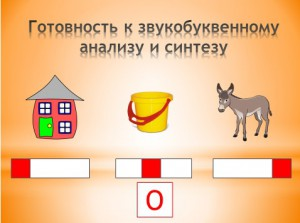 Готовность к звукобуквенному
анализу и синтезу
О